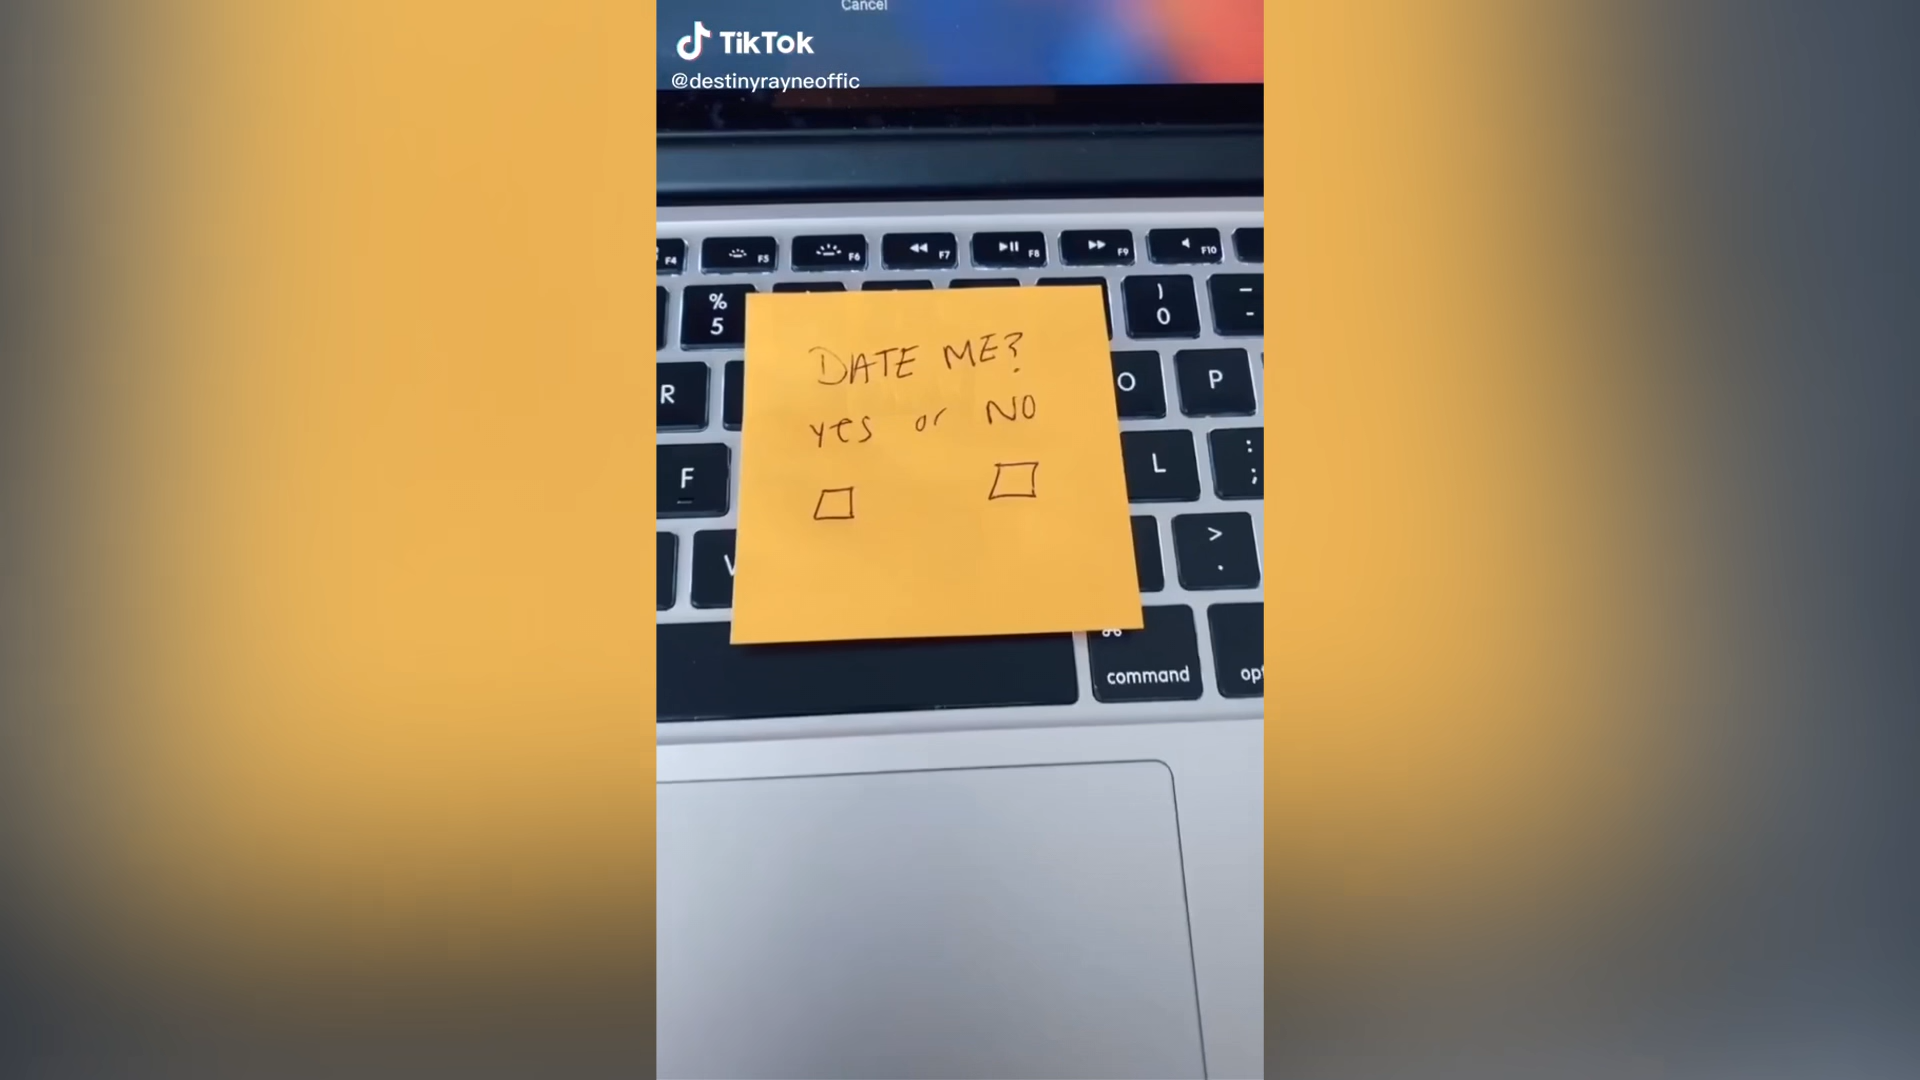 Cancel
TikTok
@destinyrayneoffic
F4 F5 F6 F7 F8 F9 F10
%
5
)
0
-
DATE ME?
yes or NO
R
O
P
F
L
:
;
>
.
command